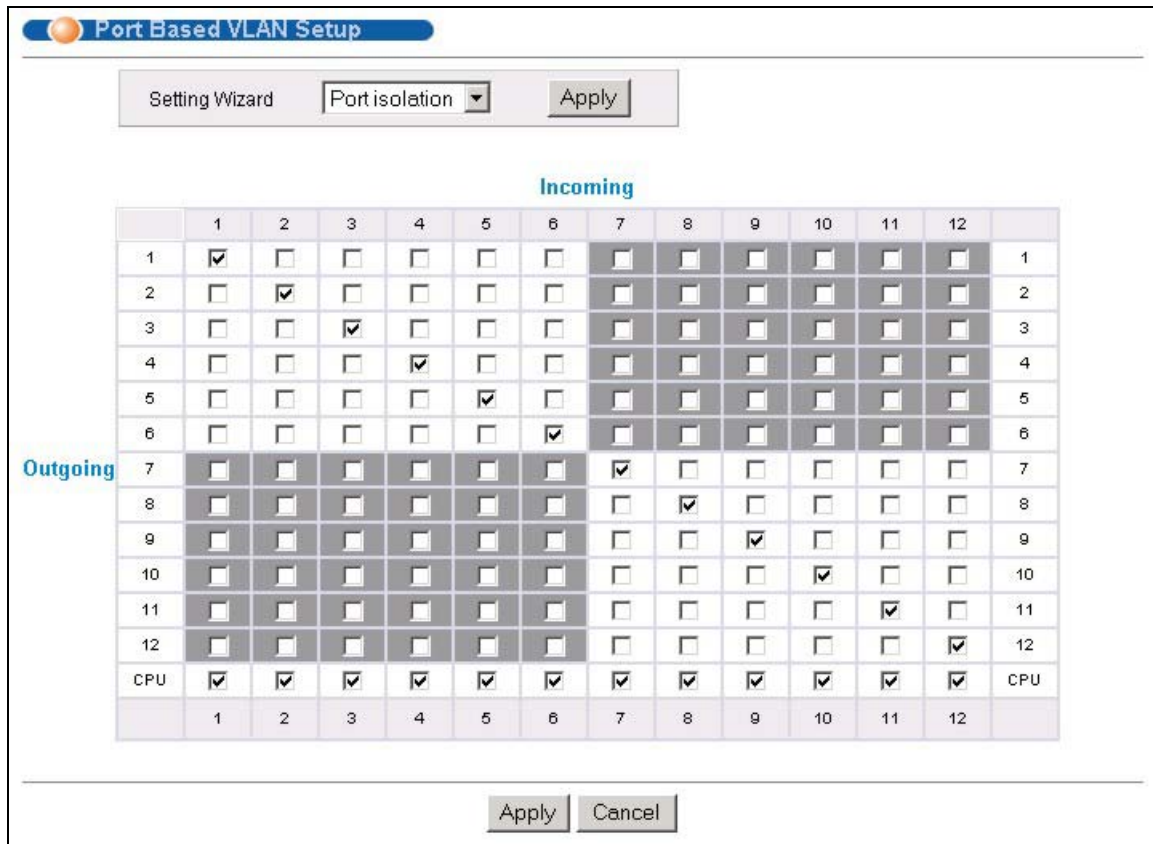 Port Based VLAN Setup
Setting Wizard Port isolation Apply
Incoming
1 2 3 4 5 6 7 8 9 10 11 12
1 1
2 2
3 3
4 4
5 5
6 6
Outgoing 7 7
8 8
9 9
10 10
11 11
12 12
CPU CPU
1 2 3 4 5 6 7 8 9 10 11 12
Apply Cancel